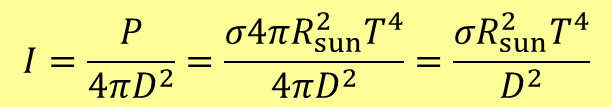 I = P / 4πD² = σ4πR²_sun T⁴ / 4πD² = σR²_sun T⁴ / D²